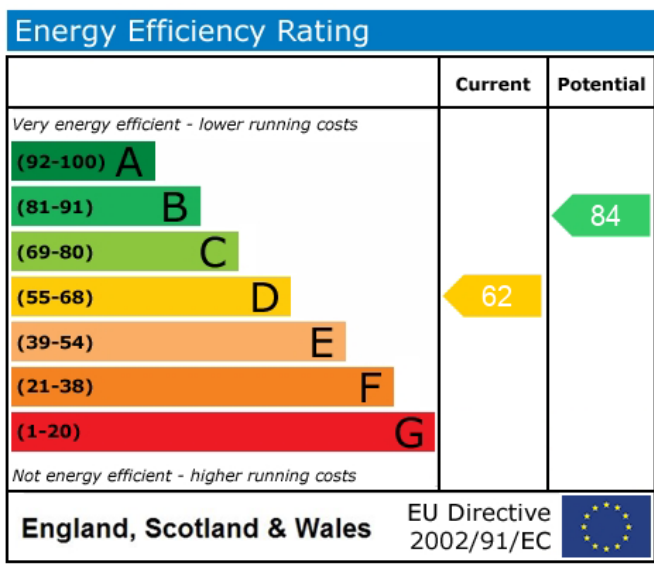 Energy Efficiency Rating
Current Potential
Very energy efficient - lower running costs
(92-100) A
(81-91) B
84
(69-80) C
(55-68) D
62
(39-54) E
(21-38) F
(1-20) G
Not energy efficient - higher running costs
England, Scotland & Wales
EU Directive
2002/91/EC